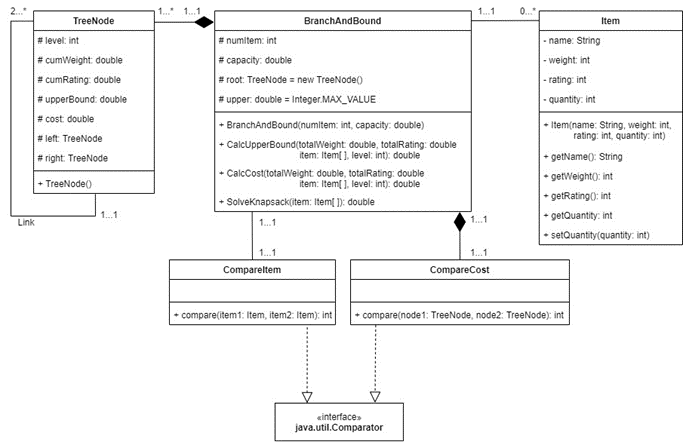 2...*
1...*
1...1
1...1
0...*
TreeNode
# level: int
# cumWeight: double
# cumRating: double
# upperBound: double
# cost: double
# left: TreeNode
# right: TreeNode
+ TreeNode()
Link
1...1
BranchAndBound
# numItem: int
# capacity: double
# root: TreeNode = new TreeNode()
# upper: double = Integer.MAX_VALUE
+ BranchAndBound(numItem: int, capacity: double)
+ CalcUpperBound(totalWeight: double, totalRating: double
item: Item[ ], level: int): double
+ CalcCost(totalWeight: double, totalRating: double
item: Item[ ], level: int): double
+ SolveKnapsack(item: Item[ ]): double
Item
- name: String
- weight: int
- rating: int
- quantity: int
+ Item(name: String, weight: int,
rating: int, quantity: int)
+ getName(): String
+ getWeight(): int
+ getRating(): int
+ getQuantity: int
+ setQuantity(quantity: int)
1...1
1...1
1...1
1...1
CompareItem
+ compare(item1: Item, item2: Item): int
CompareCost
+ compare(node1: TreeNode, node2: TreeNode): int
«interface»
java.util.Comparator